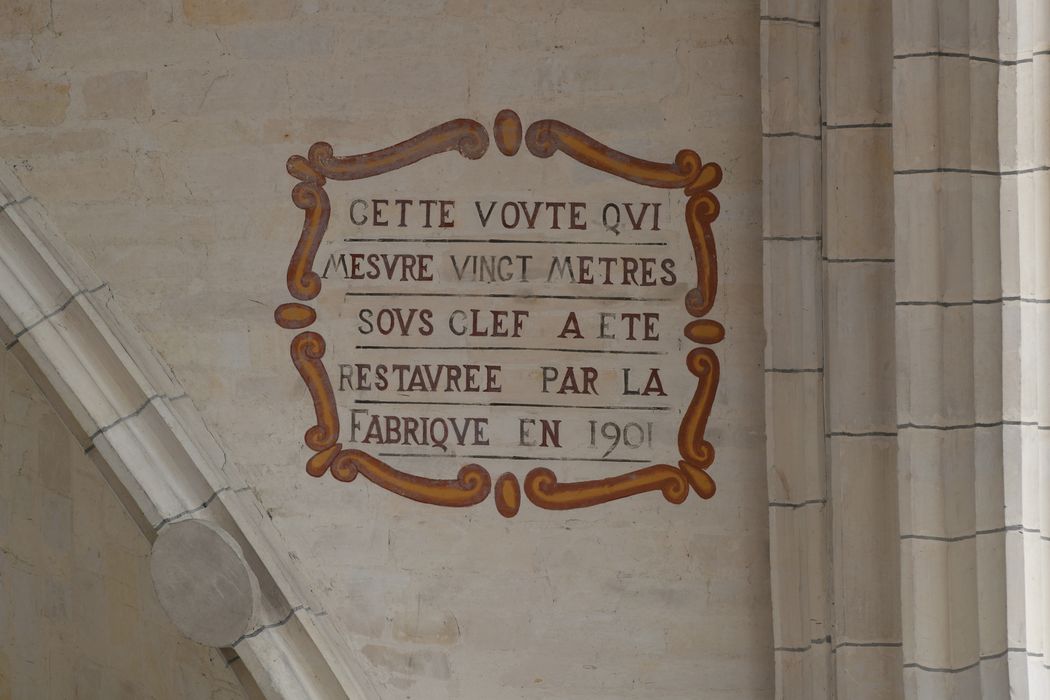 CETTE VOVTE QVI
MESVRE VINGT METRES
SOVS CLEF A ETE
RESTAVREE PAR LA
FABRIQVE EN 1901